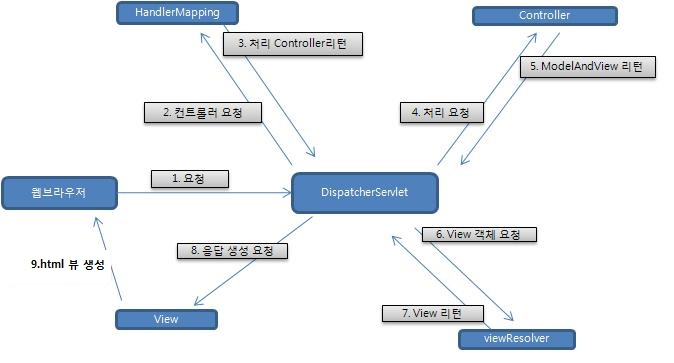 HandlerMapping
Controller
3. 처리 Controller리턴
5. ModelAndView 리턴
2. 컨트롤러 요청
4. 처리 요청
1. 요청
웹브라우저
DispatcherServlet
6. View 객체 요청
8. 응답 생성 요청
9.html 뷰 생성
7. View 리턴
View
viewResolver